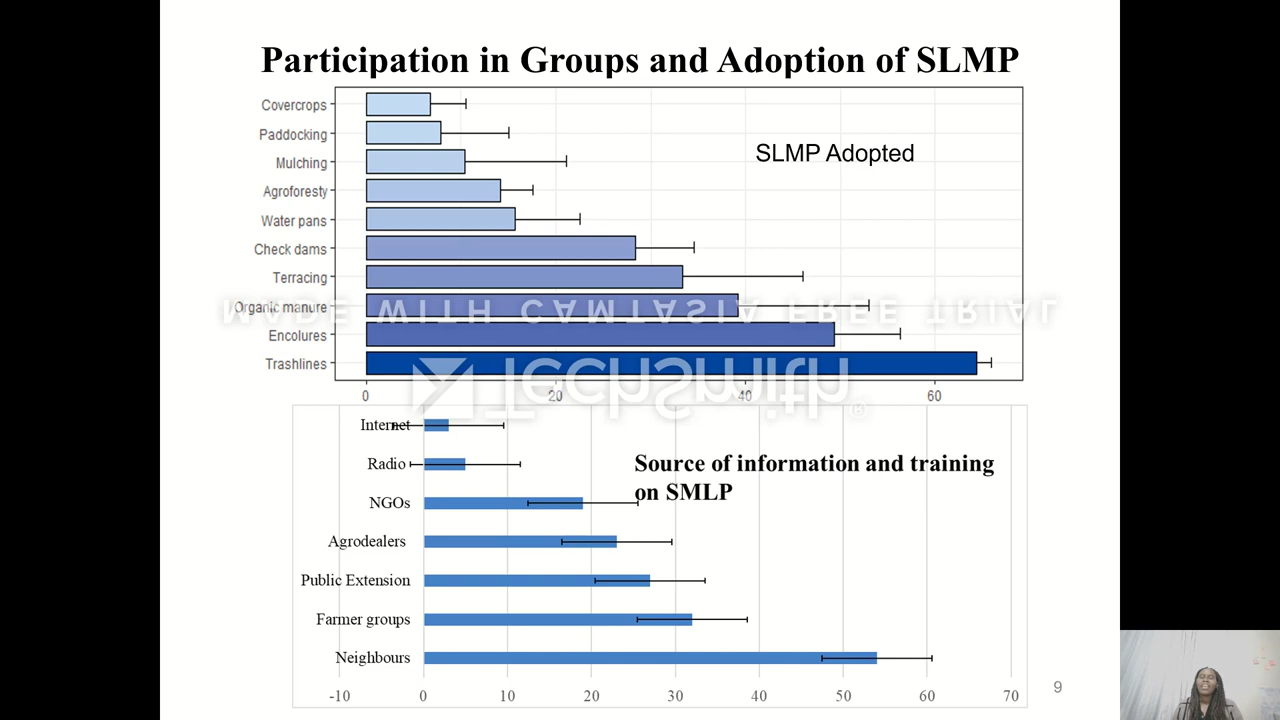 Participation in Groups and Adoption of SLMP
Covercrops
Paddocking
Mulching
Agroforesty
Water pans
Check dams
Terracing
Organic manure
Encolures
Trashlines
SLMP Adopted
MADE WITH CAMTASIA FREE TRIAL
TechSmith®
0 20 40 60
Internet
Radio
NGOs
Agrodealers
Public Extension
Farmer groups
Neighbours
Source of information and training
on SMLP
-10 0 10 20 30 40 50 60 70
9